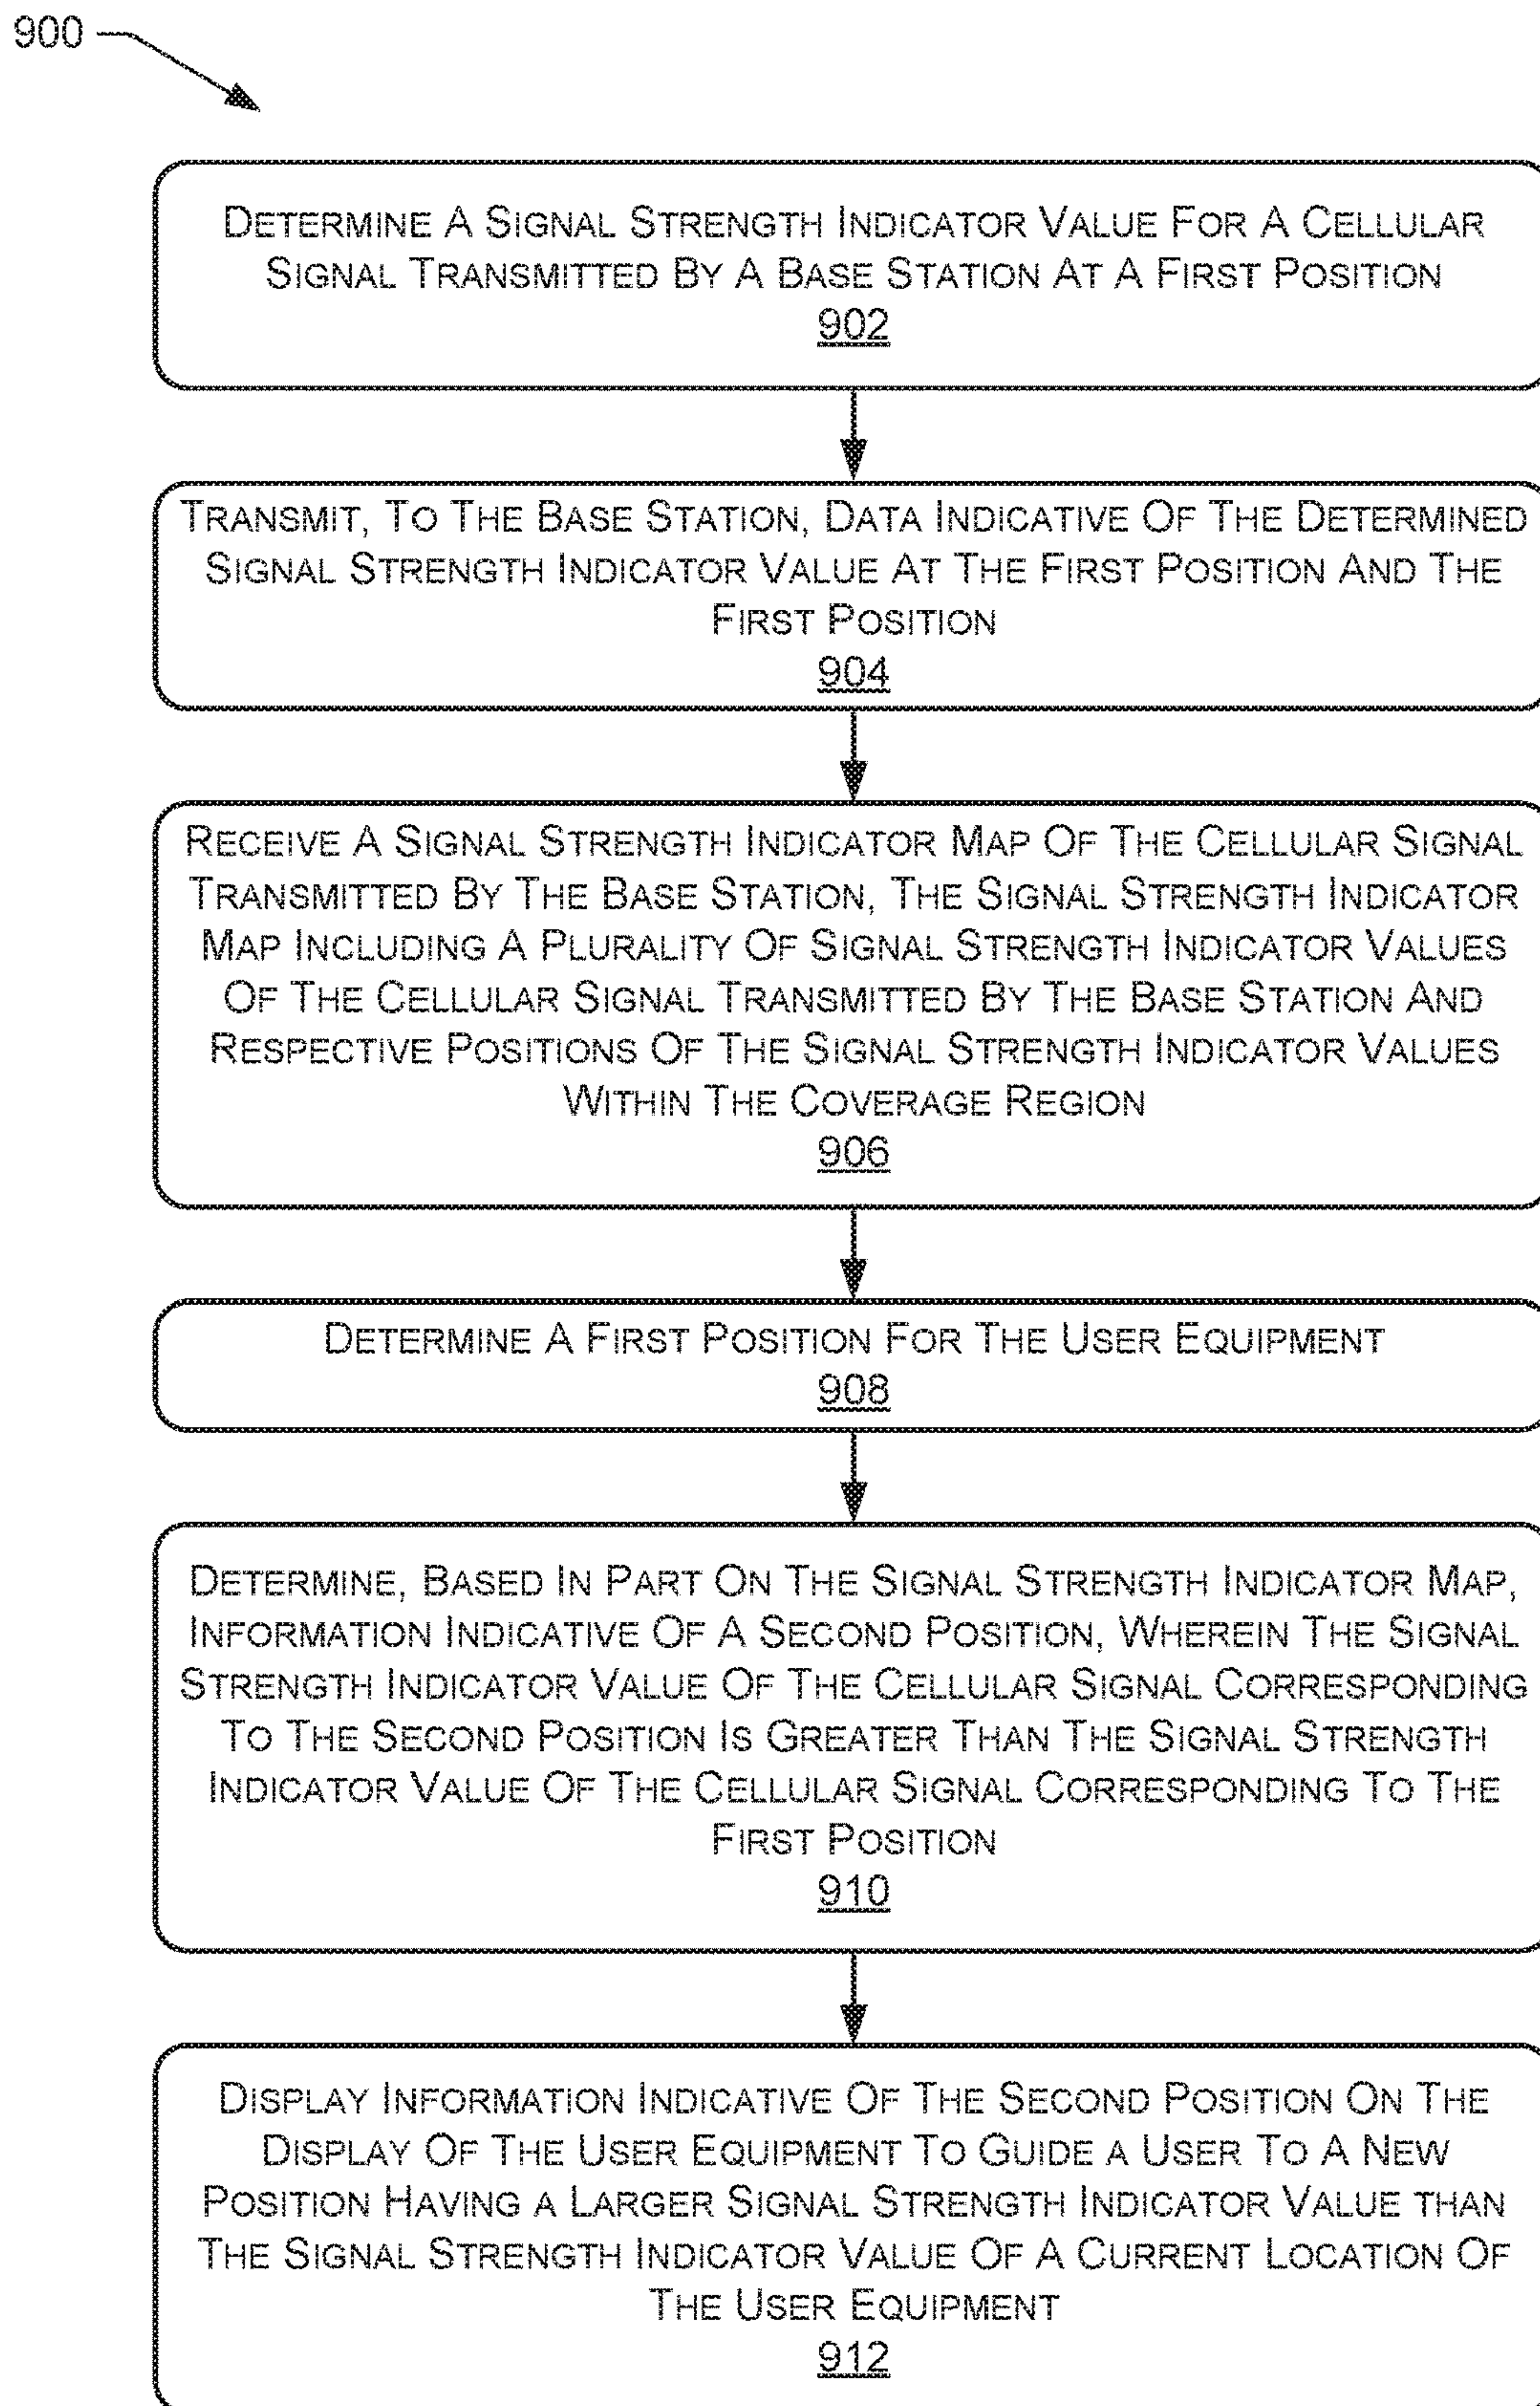 900
DETERMINE A SIGNAL STRENGTH INDICATOR VALUE FOR A CELLULAR
SIGNAL TRANSMITTED BY A BASE STATION AT A FIRST POSITION
902
TRANSMIT, TO THE BASE STATION, DATA INDICATIVE OF THE DETERMINED
SIGNAL STRENGTH INDICATOR VALUE AT THE FIRST POSITION AND THE
FIRST POSITION
904
RECEIVE A SIGNAL STRENGTH INDICATOR MAP OF THE CELLULAR SIGNAL
TRANSMITTED BY THE BASE STATION, THE SIGNAL STRENGTH INDICATOR
MAP INCLUDING A PLURALITY OF SIGNAL STRENGTH INDICATOR VALUES
OF THE CELLULAR SIGNAL TRANSMITTED BY THE BASE STATION AND
RESPECTIVE POSITIONS OF THE SIGNAL STRENGTH INDICATOR VALUES
WITHIN THE COVERAGE REGION
906
DETERMINE A FIRST POSITION FOR THE USER EQUIPMENT
908
DETERMINE, BASED IN PART ON THE SIGNAL STRENGTH INDICATOR MAP,
INFORMATION INDICATIVE OF A SECOND POSITION, WHEREIN THE SIGNAL
STRENGTH INDICATOR VALUE OF THE CELLULAR SIGNAL CORRESPONDING
TO THE SECOND POSITION IS GREATER THAN THE SIGNAL STRENGTH
INDICATOR VALUE OF THE CELLULAR SIGNAL CORRESPONDING TO THE
FIRST POSITION
910
DISPLAY INFORMATION INDICATIVE OF THE SECOND POSITION ON THE
DISPLAY OF THE USER EQUIPMENT TO GUIDE A USER TO A NEW
POSITION HAVING A LARGER SIGNAL STRENGTH INDICATOR VALUE THAN
THE SIGNAL STRENGTH INDICATOR VALUE OF A CURRENT LOCATION OF
THE USER EQUIPMENT
912